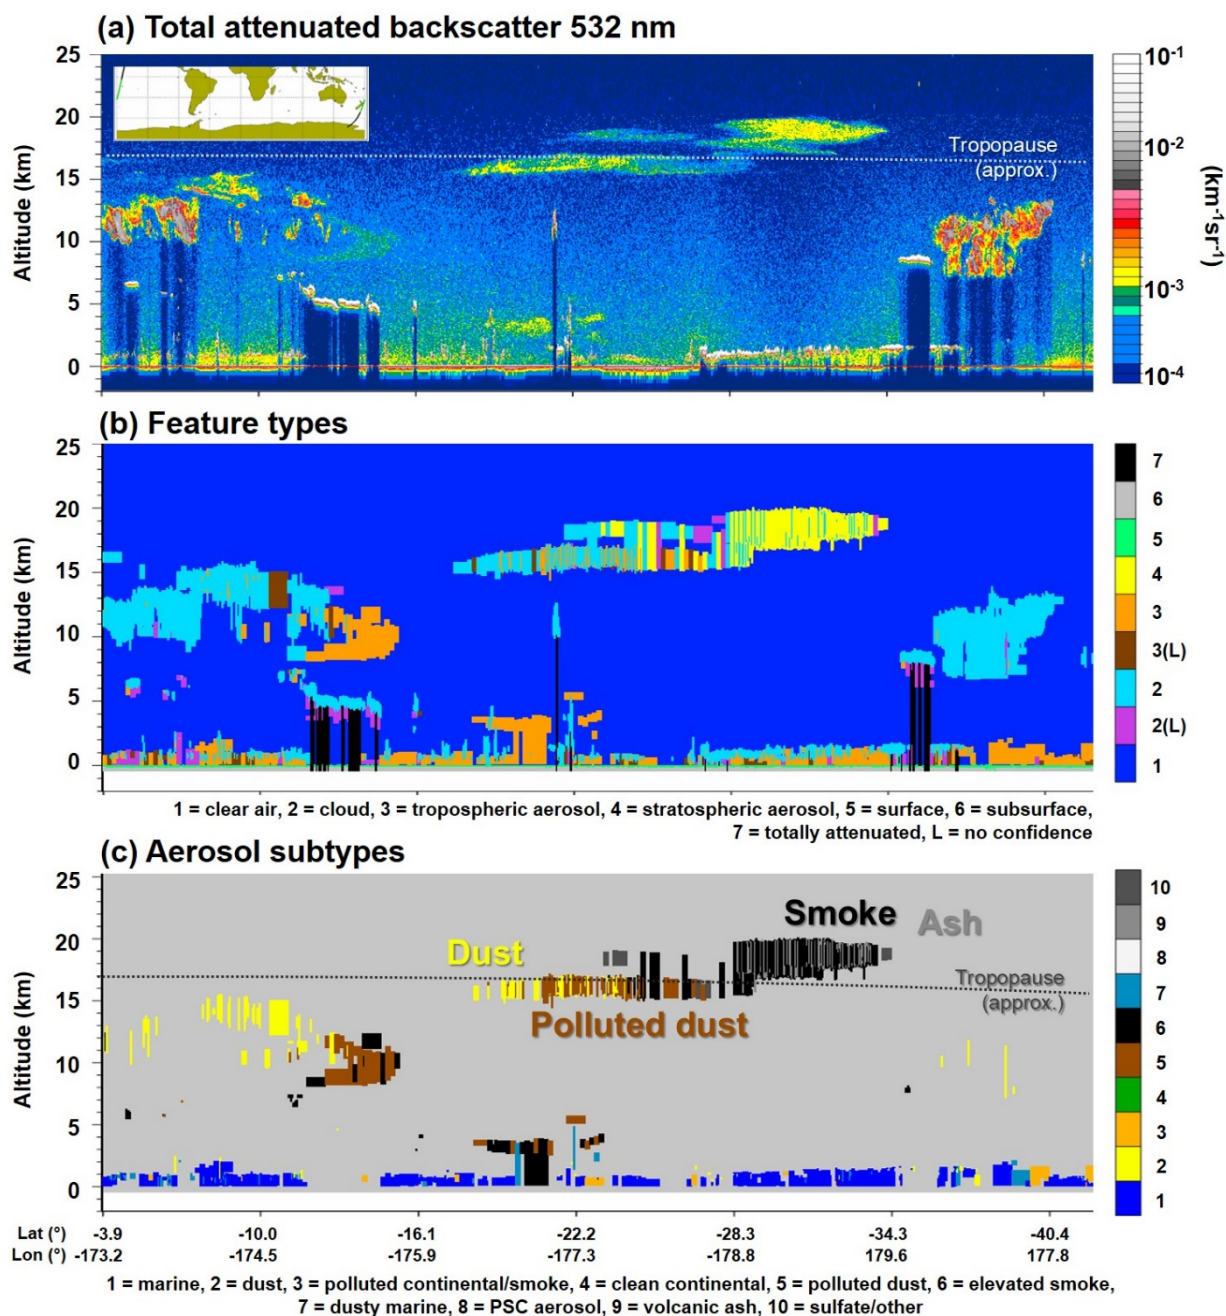 (a) Total attenuated backscatter 532 nm
25
20
15
10
5
0
Altitude (km)
Tropopause
(approx.)
10-1
10-2
10-3
10-4
(km-1sr-1)
(b) Feature types
25
20
15
10
5
0
Altitude (km)
7
6
5
4
3
3(L)
2
2(L)
1
1 = clear air, 2 = cloud, 3 = tropospheric aerosol, 4 = stratospheric aerosol, 5 = surface, 6 = subsurface,
7 = totally attenuated, L = no confidence
(c) Aerosol subtypes
25
20
15
10
5
0
Altitude (km)
Smoke
Ash
Dust
Polluted dust
Tropopause
(approx.)
10
9
8
7
6
5
4
3
2
1
Lat (°) -3.9 -10.0 -16.1 -22.2 -28.3 -34.3 -40.4
Lon (°) -173.2 -174.5 -175.9 -177.3 -178.8 179.6 177.8
1 = marine, 2 = dust, 3 = polluted continental/smoke, 4 = clean continental, 5 = polluted dust, 6 = elevated smoke,
7 = dusty marine, 8 = PSC aerosol, 9 = volcanic ash, 10 = sulfate/other